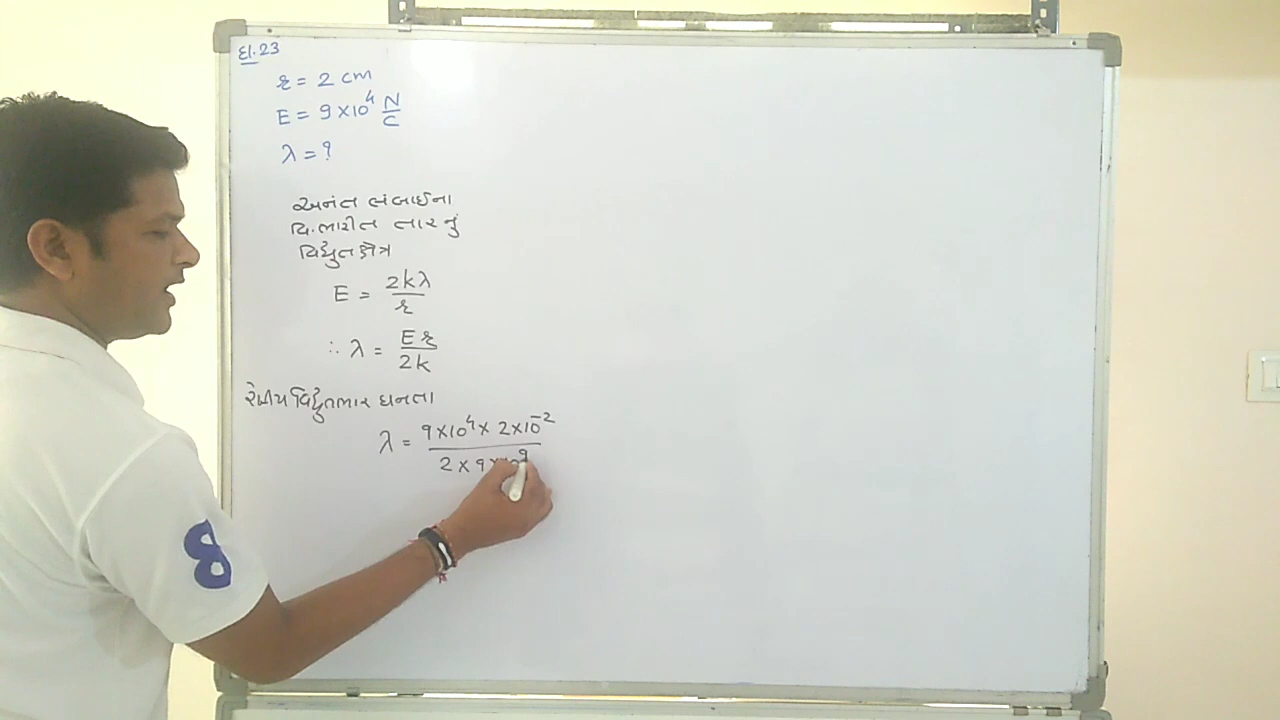 દા.23
r = 2 cm
E = 9×10⁴ N/C
λ = ?
અનંત લંબાઈના
વિ.ભારીત તારનું
વિદ્યુતક્ષેત્ર
E = 2kλ/r
∴ λ = Er/2k
રેખીય વિદ્યુતભાર ઘનતા
λ = 9×10⁴ × 2×10⁻²/2×9×10⁹
8